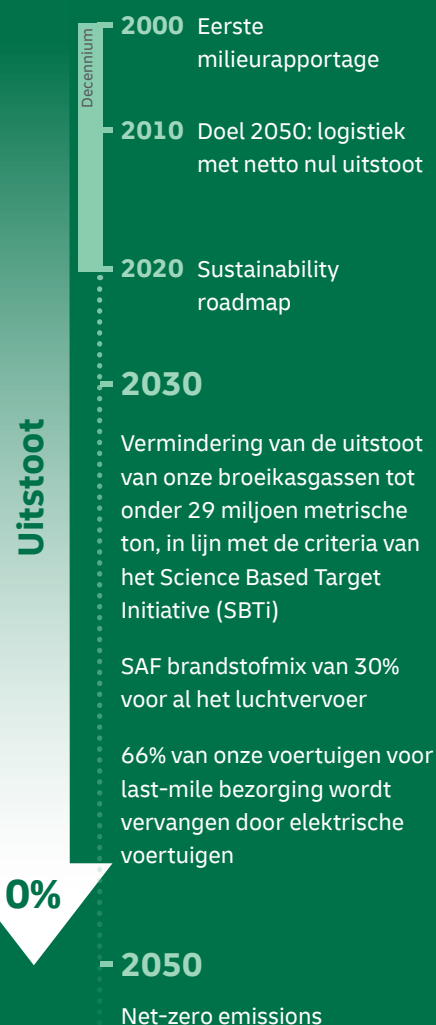 Decennium
2000 Eerste
milieurapportage
2010 Doel 2050: logistiek
met netto nul uitstoot
2020 Sustainability
roadmap
2030
Vermindering van de uitstoot
van onze broeikasgassen tot
onder 29 miljoen metrische
ton, in lijn met de criteria van
het Science Based Target
Initiative (SBTi)
SAF brandstofmix van 30%
voor al het luchtvervoer
66% van onze voertuigen voor
last-mile bezorging wordt
vervangen door elektrische
voertuigen
Uitstoot
0%
2050
Net-zero emissions